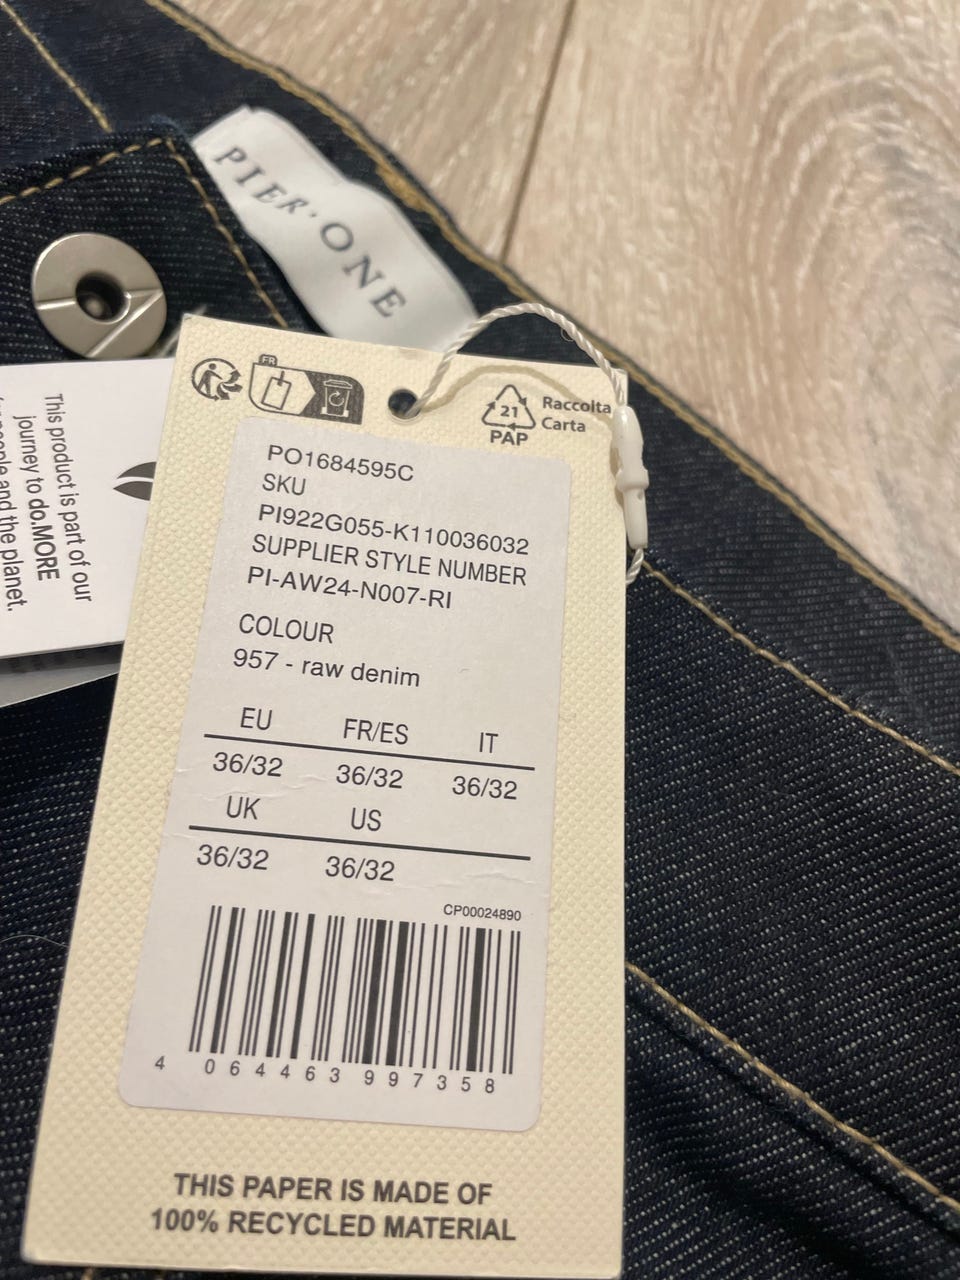 PIER·ONE
FR
21
PAP
Raccolta
Carta
This product is part of our
journey to do.MORE
people and the planet.
PO1684595C
SKU
PI922G055-K110036032
SUPPLIER STYLE NUMBER
PI-AW24-N007-RI
COLOUR
957 - raw denim
EU FR/ES IT
36/32 36/32 36/32
UK US
36/32 36/32
CP00024890
4 064463 997358
THIS PAPER IS MADE OF
100% RECYCLED MATERIAL